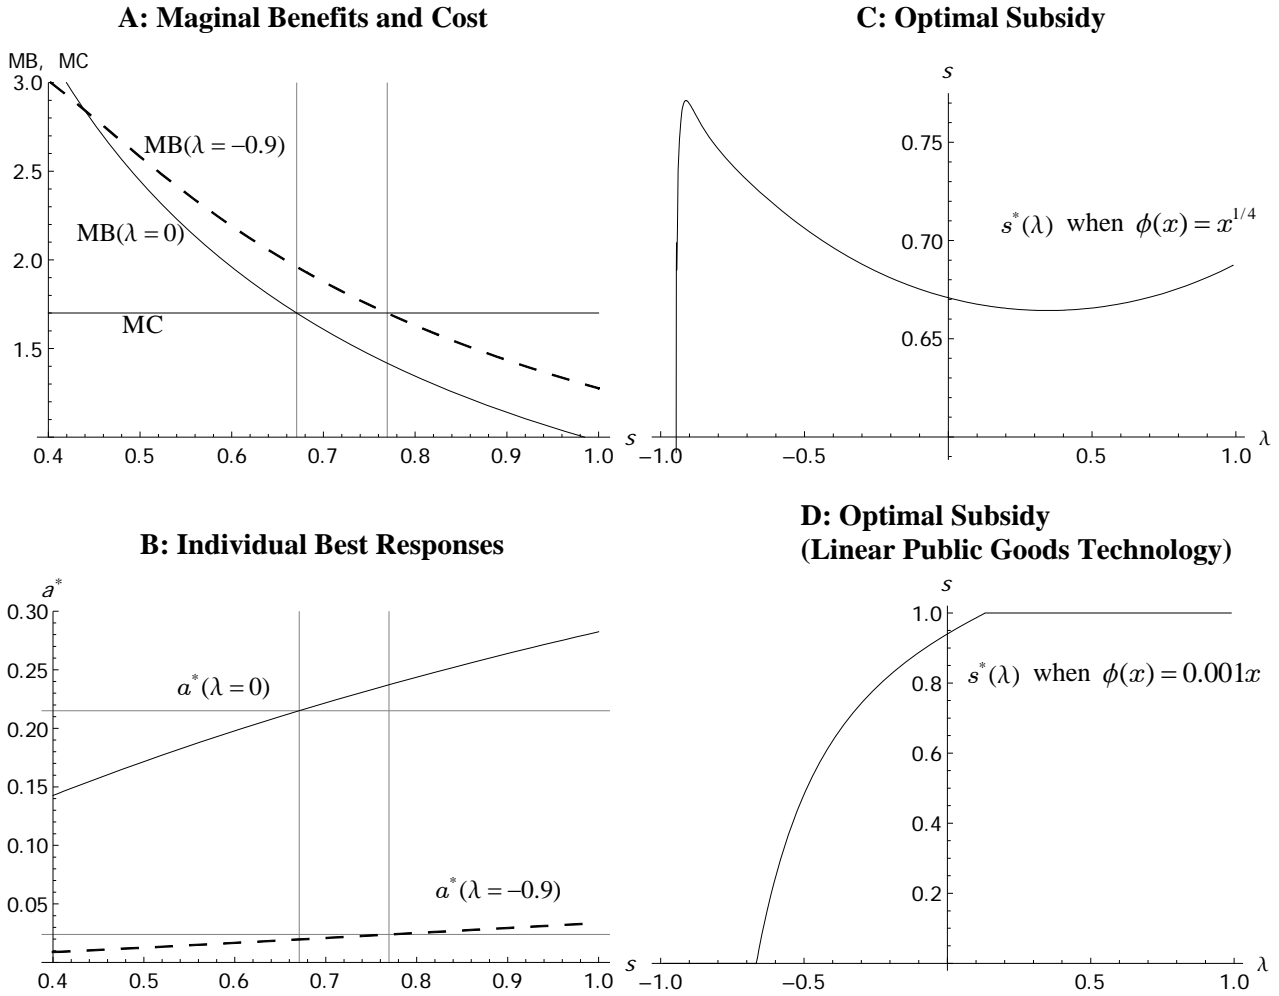 A: Maginal Benefits and Cost
MB, MC
3.0
2.5
2.0
1.5
MB(λ = −0.9)
MB(λ = 0)
MC
0.4 0.5 0.6 0.7 0.8 0.9 1.0
s
C: Optimal Subsidy
s
0.75
0.70
0.65
s*(λ) when ϕ(x) = x^1/4
−1.0 −0.5 0.5 1.0
λ
B: Individual Best Responses
a*
0.30
0.25
0.20
0.15
0.10
0.05
a*(λ = 0)
a*(λ = −0.9)
0.4 0.5 0.6 0.7 0.8 0.9 1.0
s
D: Optimal Subsidy
(Linear Public Goods Technology)
s
1.0
0.8
0.6
0.4
0.2
s*(λ) when ϕ(x) = 0.001x
−1.0 −0.5 0.5 1.0
λ